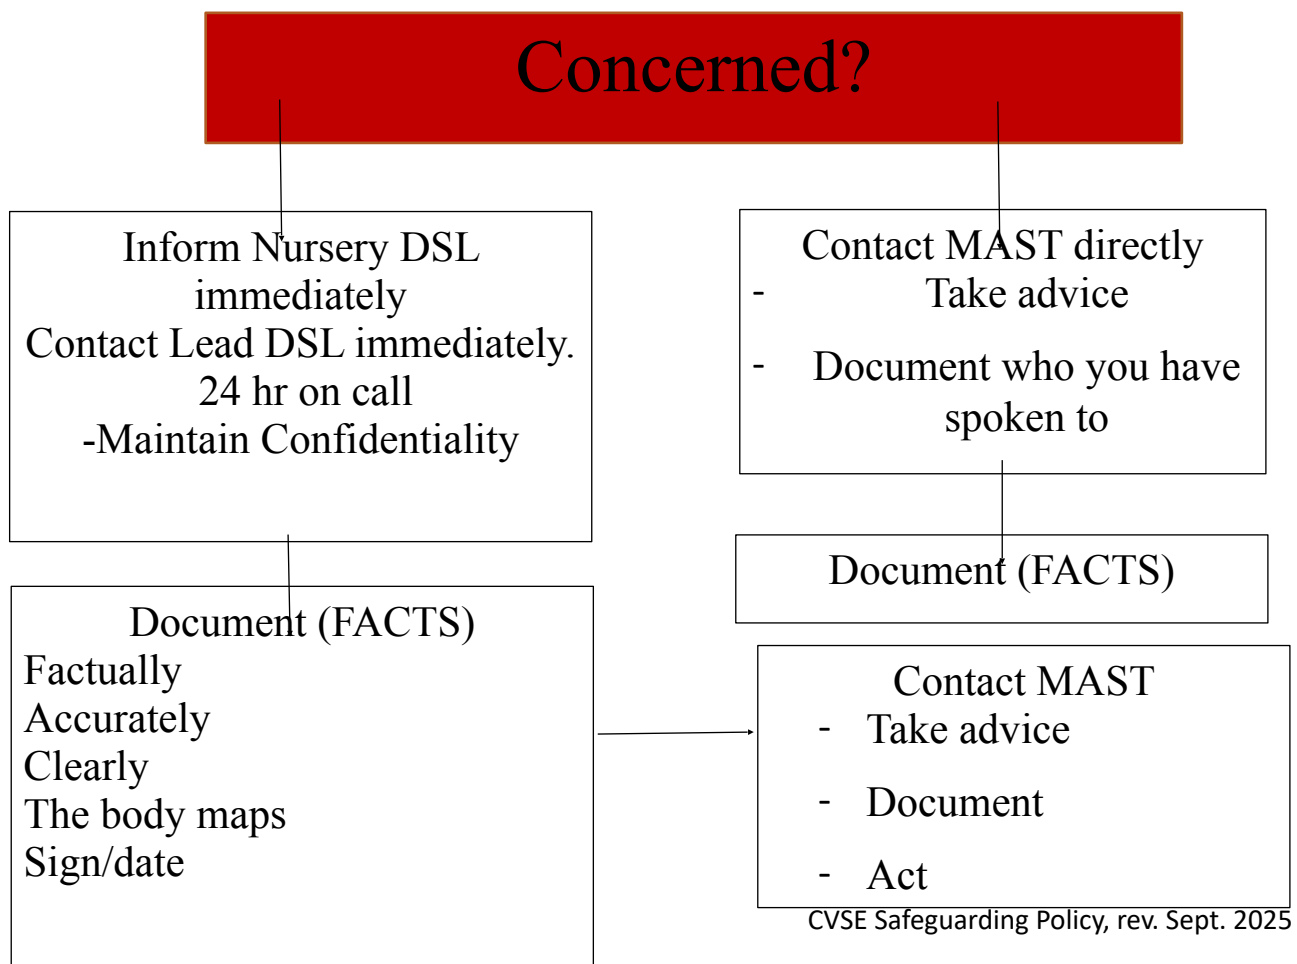 Concerned?
Inform Nursery DSL
immediately
Contact Lead DSL immediately.
24 hr on call
-Maintain Confidentiality
Contact MAST directly
- Take advice
- Document who you have
spoken to
Document (FACTS)
Document (FACTS)
Factually
Accurately
Clearly
The body maps
Sign/date
Contact MAST
- Take advice
- Document
- Act
CVSE Safeguarding Policy, rev. Sept. 2025